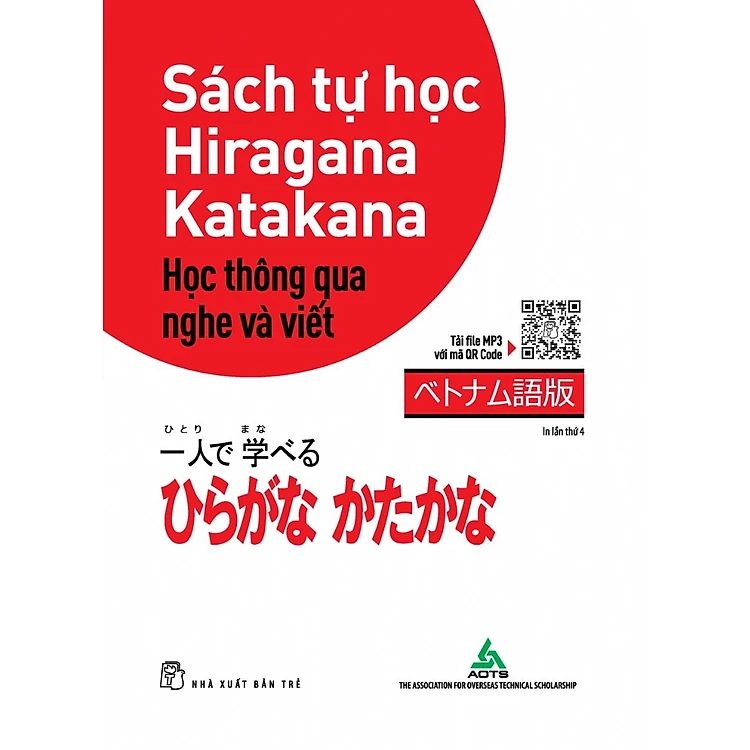 Sách tự học
Hiragana
Katakana
Học thông qua
nghe và viết
Tải file MP3
với mã QR Code
ベトナム語版
In lần thứ 4
ひとり まな
一人で 学べる
ひらがな かたかな
NHÀ XUẤT BẢN TRẺ
AOTS
THE ASSOCIATION FOR OVERSEAS TECHNICAL SCHOLARSHIP